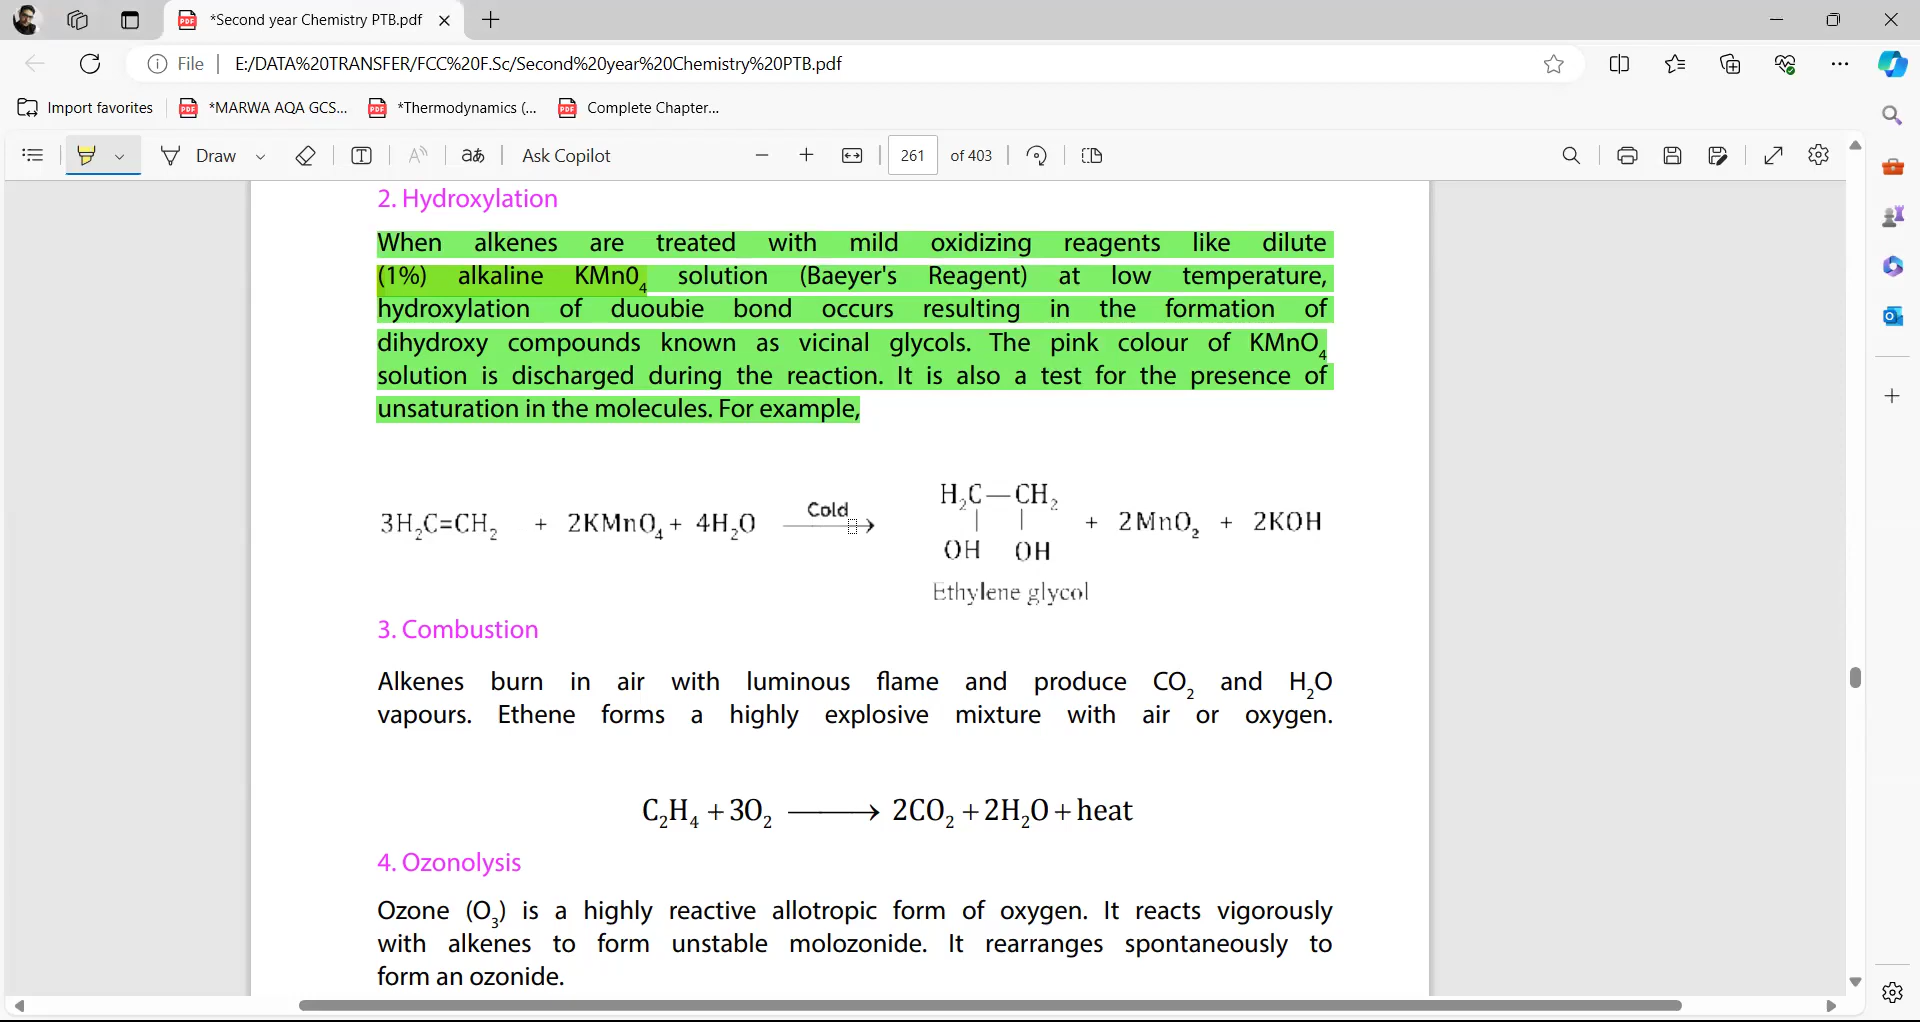 *Second year Chemistry PTB.pdf
File
E:/DATA%20TRANSFER/FCC%20F.Sc/Second%20year%20Chemistry%20PTB.pdf
Import favorites
*MARWA AQA GCS...
*Thermodynamics (...
Complete Chapter...
Draw
Ask Copilot
261 of 403
2. Hydroxylation
When alkenes are treated with mild oxidizing reagents like dilute
(1%) alkaline KMn0₄ solution (Baeyer's Reagent) at low temperature,
hydroxylation of duoubie bond occurs resulting in the formation of
dihydroxy compounds known as vicinal glycols. The pink colour of KMnO₄
solution is discharged during the reaction. It is also a test for the presence of
unsaturation in the molecules. For example,
3H₂C=CH₂ + 2KMnO₄ + 4H₂O Cold → H₂C—CH₂ + 2MnO₂ + 2KOH
OH OH
Ethylene glycol
3. Combustion
Alkenes burn in air with luminous flame and produce CO₂ and H₂O
vapours. Ethene forms a highly explosive mixture with air or oxygen.
C₂H₄ + 3O₂ → 2CO₂ + 2H₂O + heat
4. Ozonolysis
Ozone (O₃) is a highly reactive allotropic form of oxygen. It reacts vigorously
with alkenes to form unstable molozonide. It rearranges spontaneously to
form an ozonide.